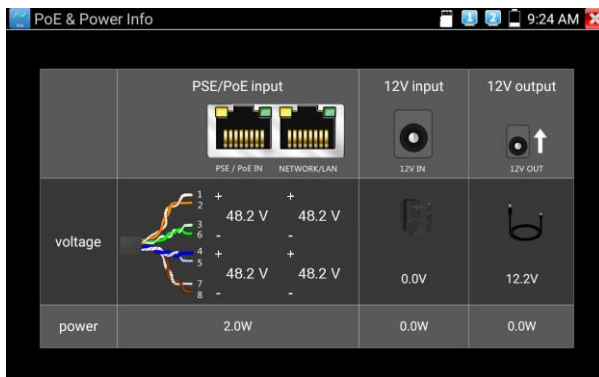 PoE & Power Info
1 2 9:24 AM
PSE/PoE input 12V input 12V output
PSE / PoE IN NETWORK/LAN 12V IN 12V OUT
voltage
1 + +
2
48.2 V 48.2 V
3
6 - -
4 + +
5
48.2 V 48.2 V
7
8 - -
0.0V 12.2V
power 2.0W 0.0W 0.0W